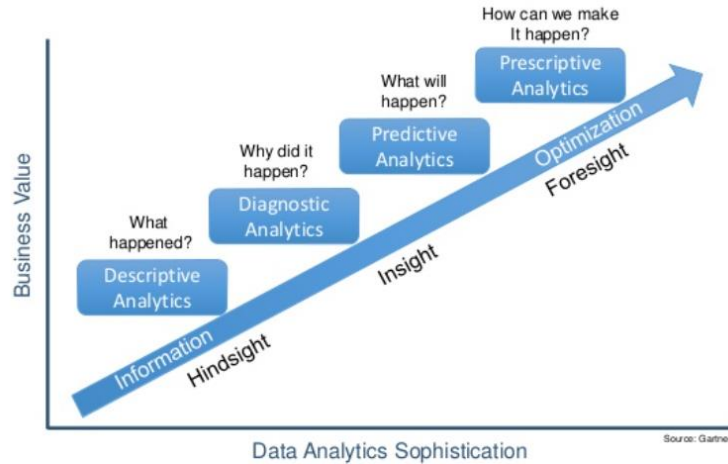 How can we make
It happen?
Prescriptive
Analytics
What will
happen?
Predictive
Analytics
Why did it
happen?
Diagnostic
Analytics
What
happened?
Descriptive
Analytics
Information
Optimization
Hindsight
Insight
Foresight
Business Value
Data Analytics Sophistication
Source: Gartne